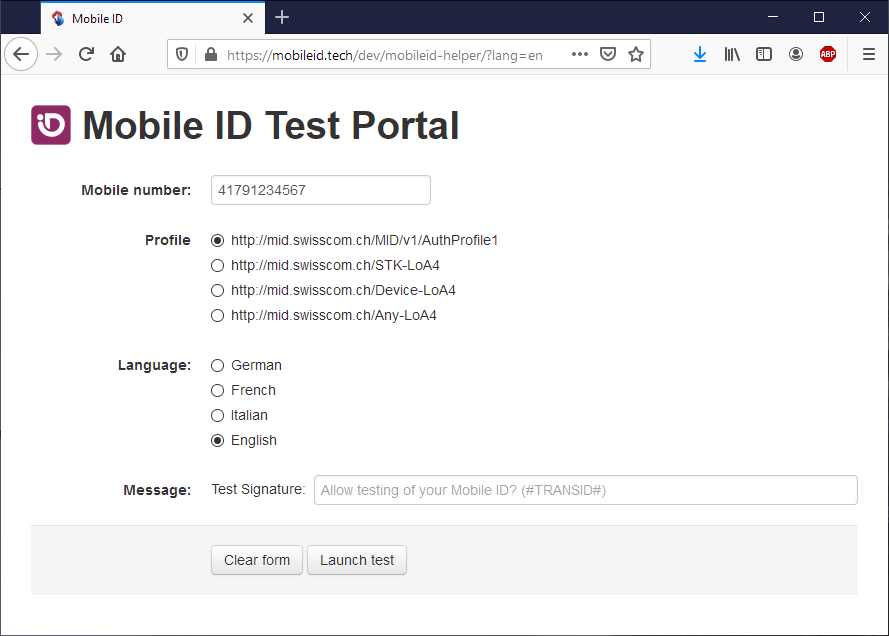 Mobile ID
https://mobileid.tech/dev/mobileid-helper/?lang=en
ABP
iD Mobile ID Test Portal
Mobile number: 41791234567
Profile http://mid.swisscom.ch/MID/v1/AuthProfile1
http://mid.swisscom.ch/STK-LoA4
http://mid.swisscom.ch/Device-LoA4
http://mid.swisscom.ch/Any-LoA4
Language: German
French
Italian
English
Message: Test Signature: Allow testing of your Mobile ID? (#TRANSID#)
Clear form Launch test